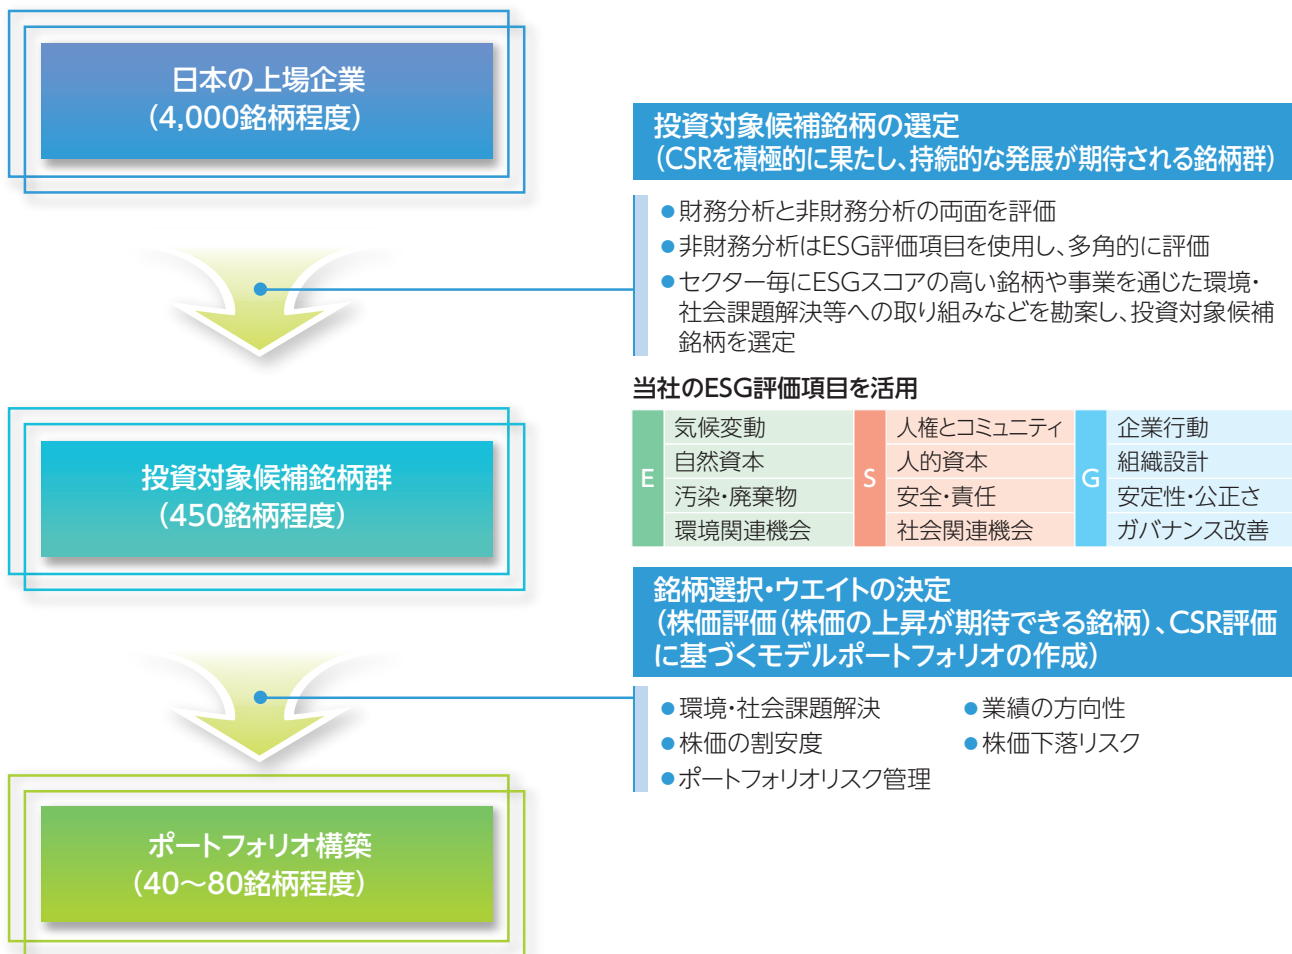 日本の上場企業
(4,000銘柄程度)
投資対象候補銘柄の選定
(CSRを積極的に果たし、持続的な発展が期待される銘柄群)
●財務分析と非財務分析の両面を評価
●非財務分析はESG評価項目を使用し、多角的に評価
●セクター毎にESGスコアの高い銘柄や事業を通じた環境・
社会課題解決等への取り組みなどを勘案し、投資対象候補
銘柄を選定
当社のESG評価項目を活用
E
気候変動
自然資本
汚染・廃棄物
環境関連機会
S
人権とコミュニティ
人的資本
安全・責任
社会関連機会
G
企業行動
組織設計
安定性・公正さ
ガバナンス改善
投資対象候補銘柄群
(450銘柄程度)
銘柄選択・ウエイトの決定
(株価評価(株価の上昇が期待できる銘柄)、CSR評価
に基づくモデルポートフォリオの作成)
●環境・社会課題解決
●業績の方向性
●株価の割安度
●株価下落リスク
●ポートフォリオリスク管理
ポートフォリオ構築
(40～80銘柄程度)